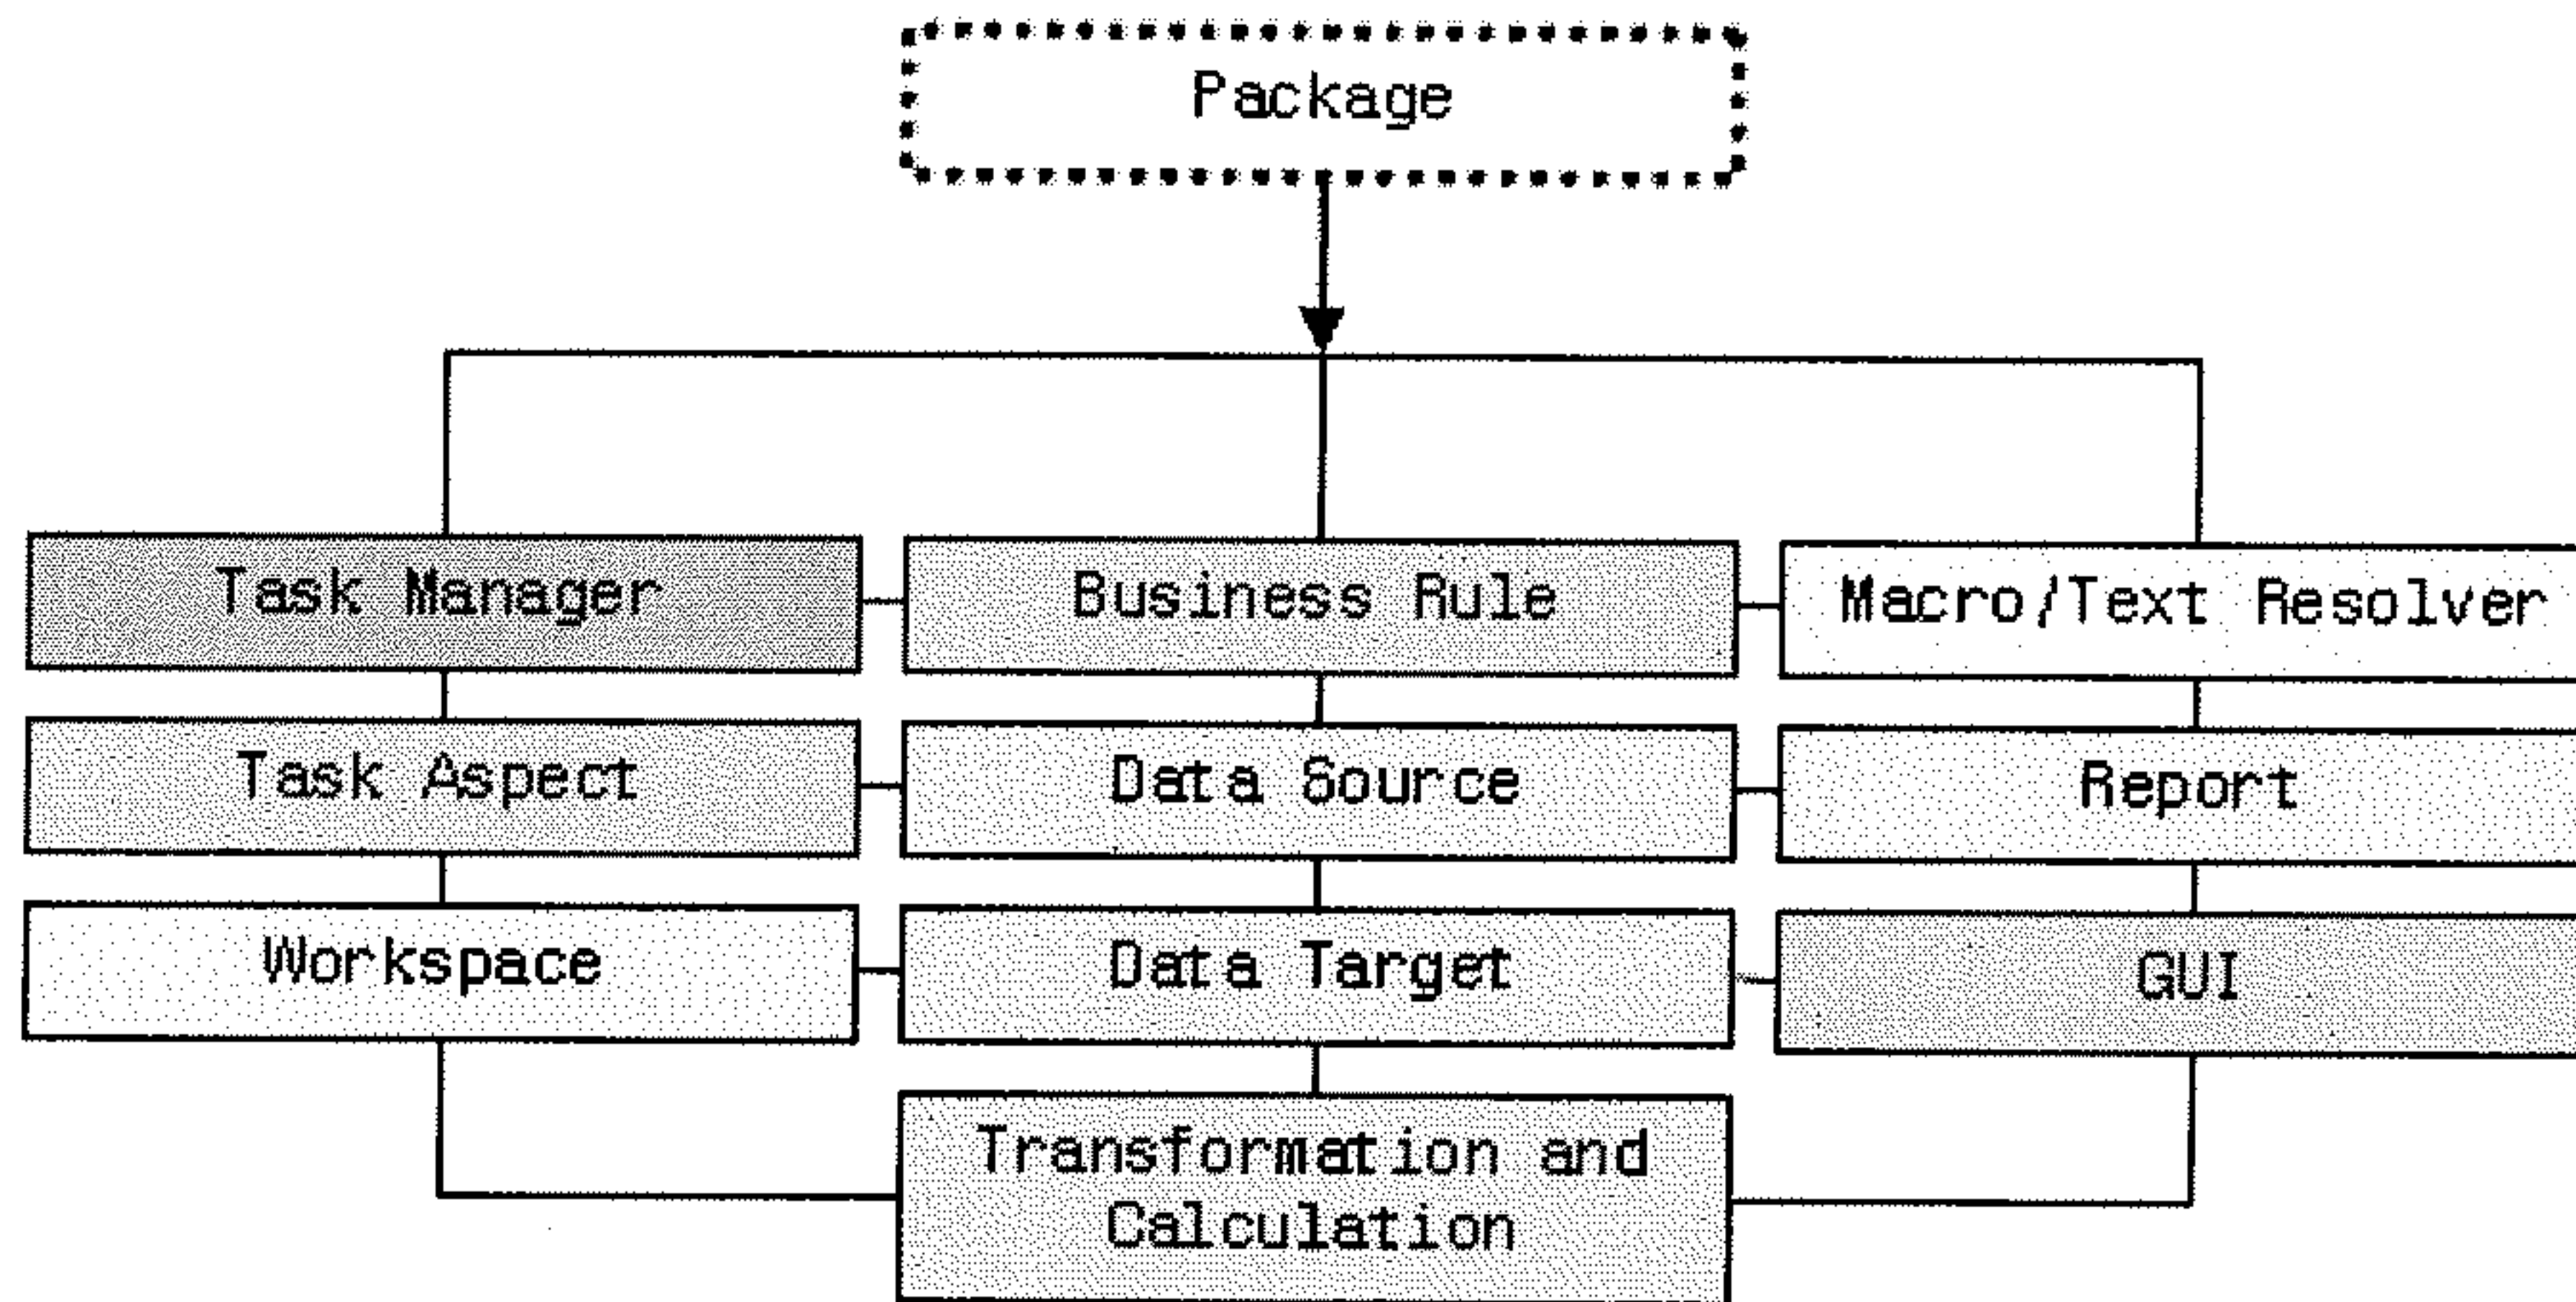 Package
Task Manager
Business Rule
Macro/Text Resolver
Task Aspect
Data Source
Report
Workspace
Data Target
GUI
Transformation and
Calculation